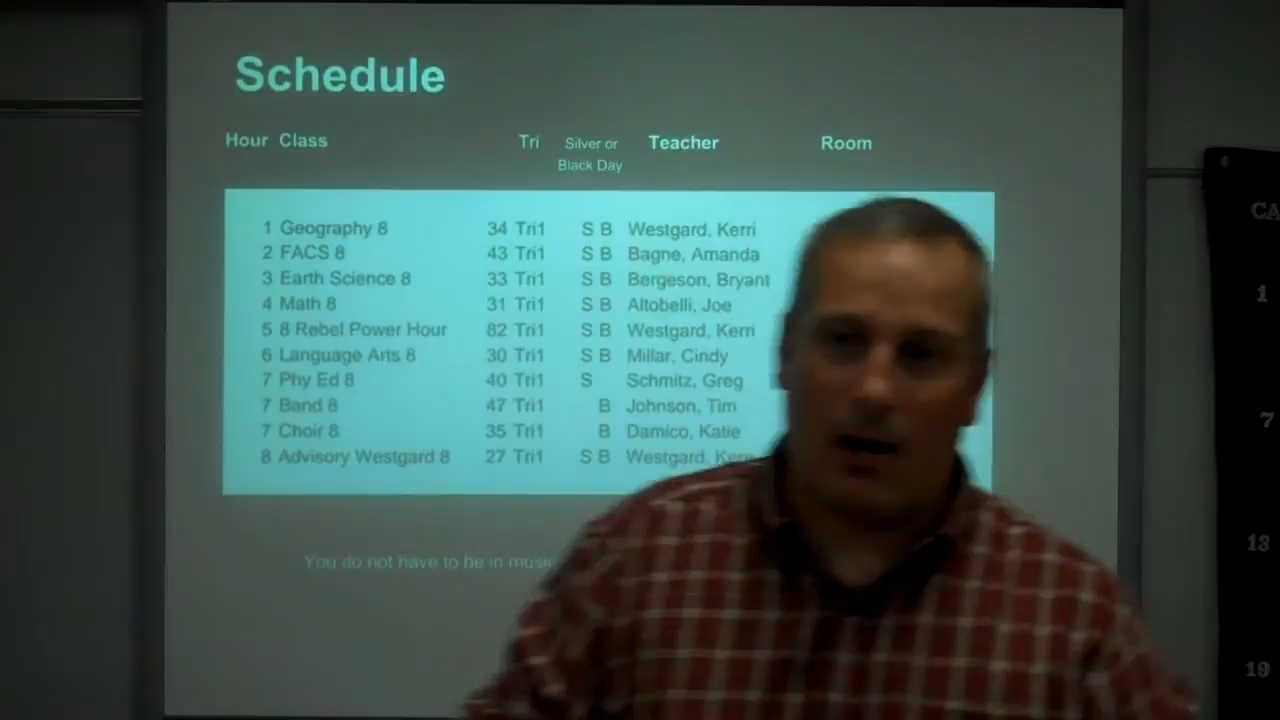 Schedule
Hour Class Tri Silver or Black Day Teacher Room
1 Geography 8 34 Tri1 S B Westgard, Kerri
2 FACS 8 43 Tri1 S B Bagne, Amanda
3 Earth Science 8 33 Tri1 S B Bergeson, Bryant
4 Math 8 31 Tri1 S B Altobelli, Joe
5 8 Rebel Power Hour 82 Tri1 S B Westgard, Kerri
6 Language Arts 8 30 Tri1 S B Millar, Cindy
7 Phy Ed 8 40 Tri1 S Schmitz, Greg
7 Band 8 47 Tri1 B Johnson, Tim
7 Choir 8 35 Tri1 B Damico, Katie
8 Advisory Westgard 8 27 Tri1 S B Westgard,
You do not have to be in
CA
1
7
13
19